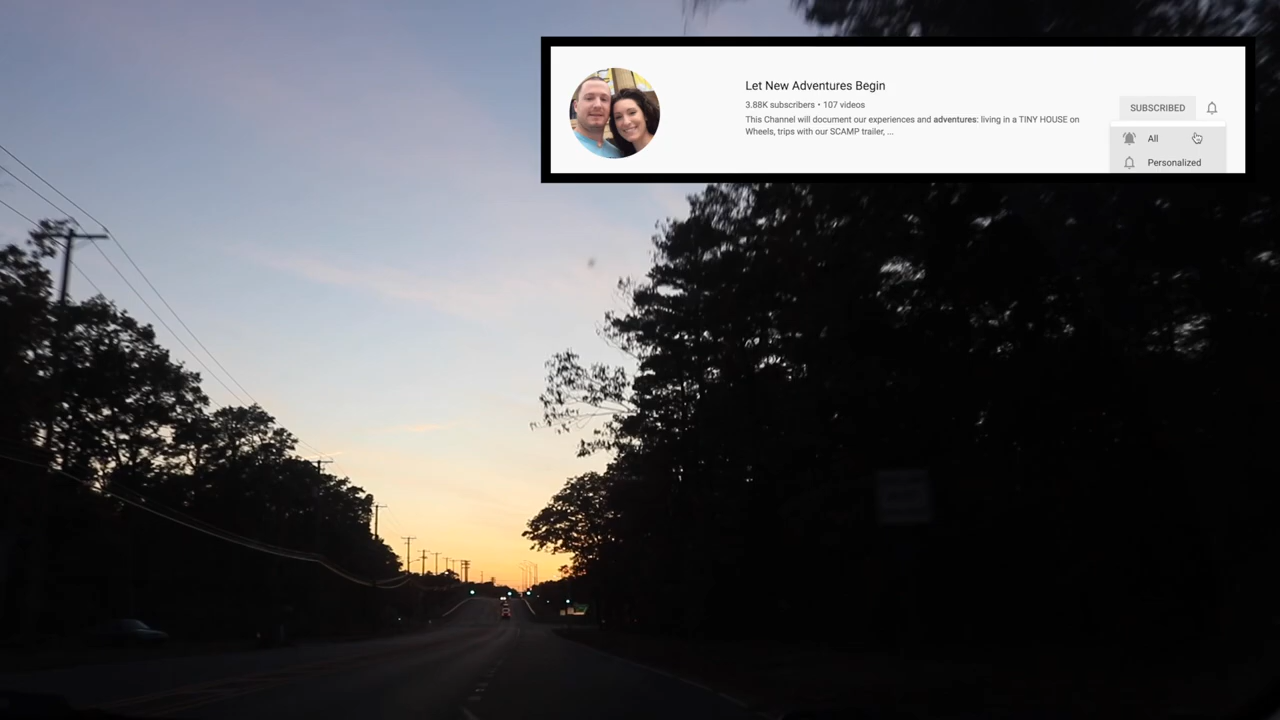 Let New Adventures Begin
3.88K subscribers • 107 videos
This Channel will document our experiences and adventures: living in a TINY HOUSE on
Wheels, trips with our SCAMP trailer, ...
SUBSCRIBED
All
Personalized